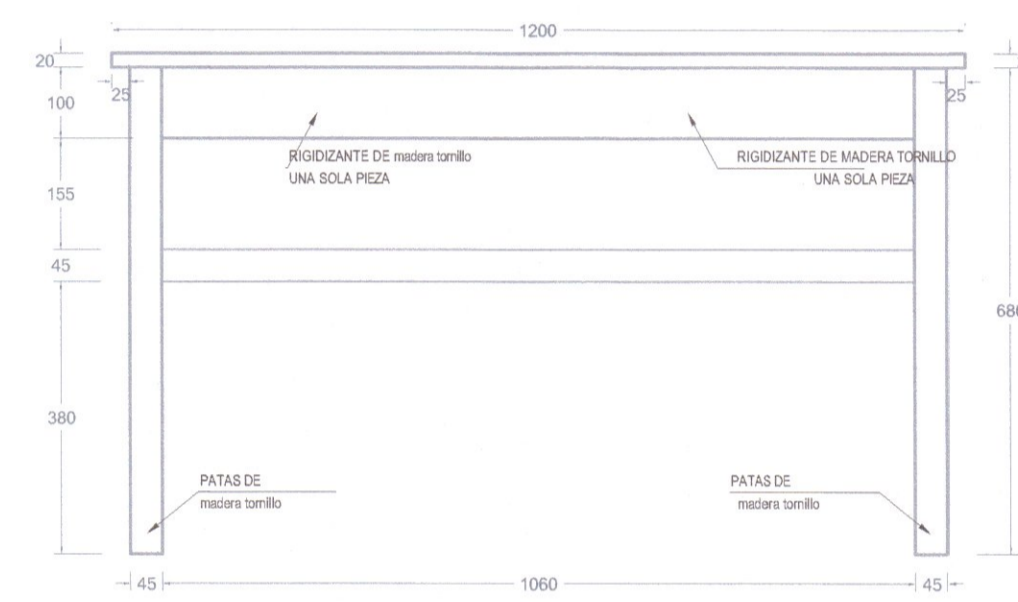 1200
20
25
25
100
RIGIDIZANTE DE madera tornillo
UNA SOLA PIEZA
RIGIDIZANTE DE MADERA TORNILLO
UNA SOLA PIEZA
155
45
680
380
PATAS DE
madera tornillo
PATAS DE
madera tornillo
45
1060
45